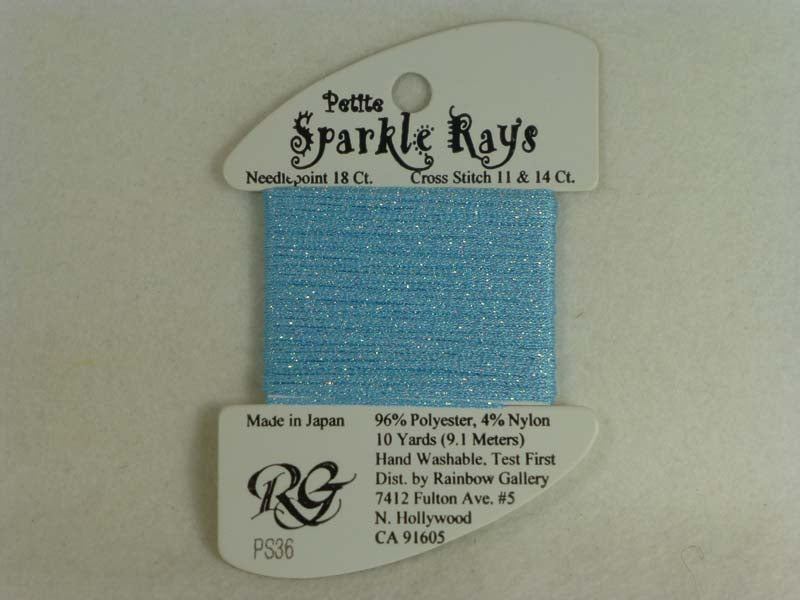 Petite
Sparkle Rays
Needlepoint 18 Ct. Cross Stitch 11 & 14 Ct.
Made in Japan
RG
PS36
96% Polyester, 4% Nylon
10 Yards (9.1 Meters)
Hand Washable, Test First
Dist. by Rainbow Gallery
7412 Fulton Ave. #5
N. Hollywood
CA 91605